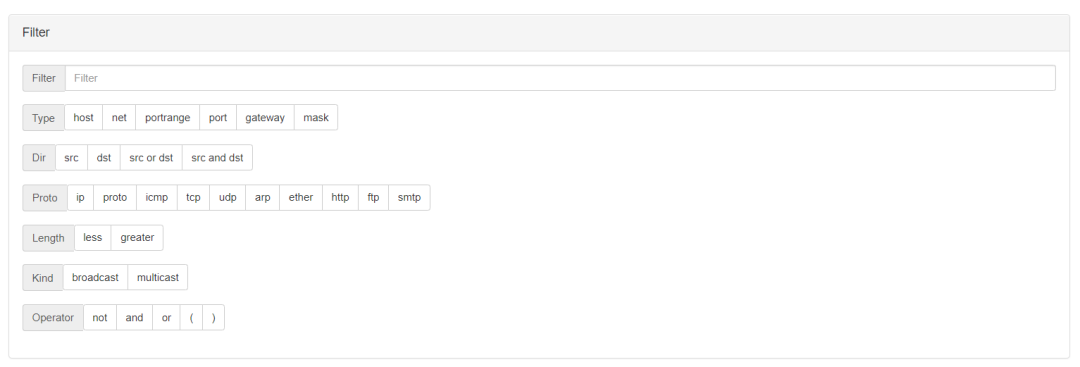 Filter
Filter Filter
Type host net portrange port gateway mask
Dir src dst src or dst src and dst
Proto ip proto icmp tcp udp arp ether http ftp smtp
Length less greater
Kind broadcast multicast
Operator not and or ( )